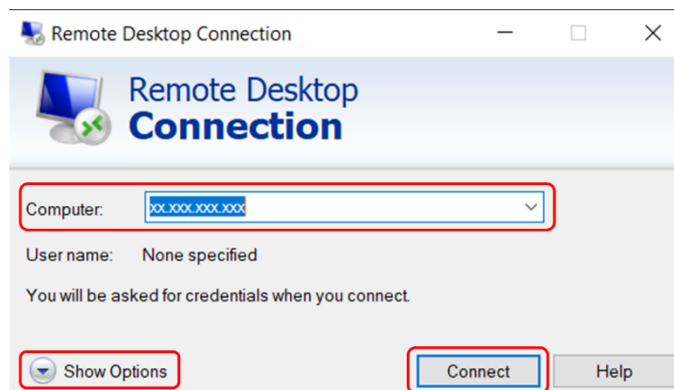 Remote Desktop Connection
Remote Desktop
Connection
Computer: xx.xxx.xxx.xxx
User name: None specified
You will be asked for credentials when you connect.
Show Options Connect Help